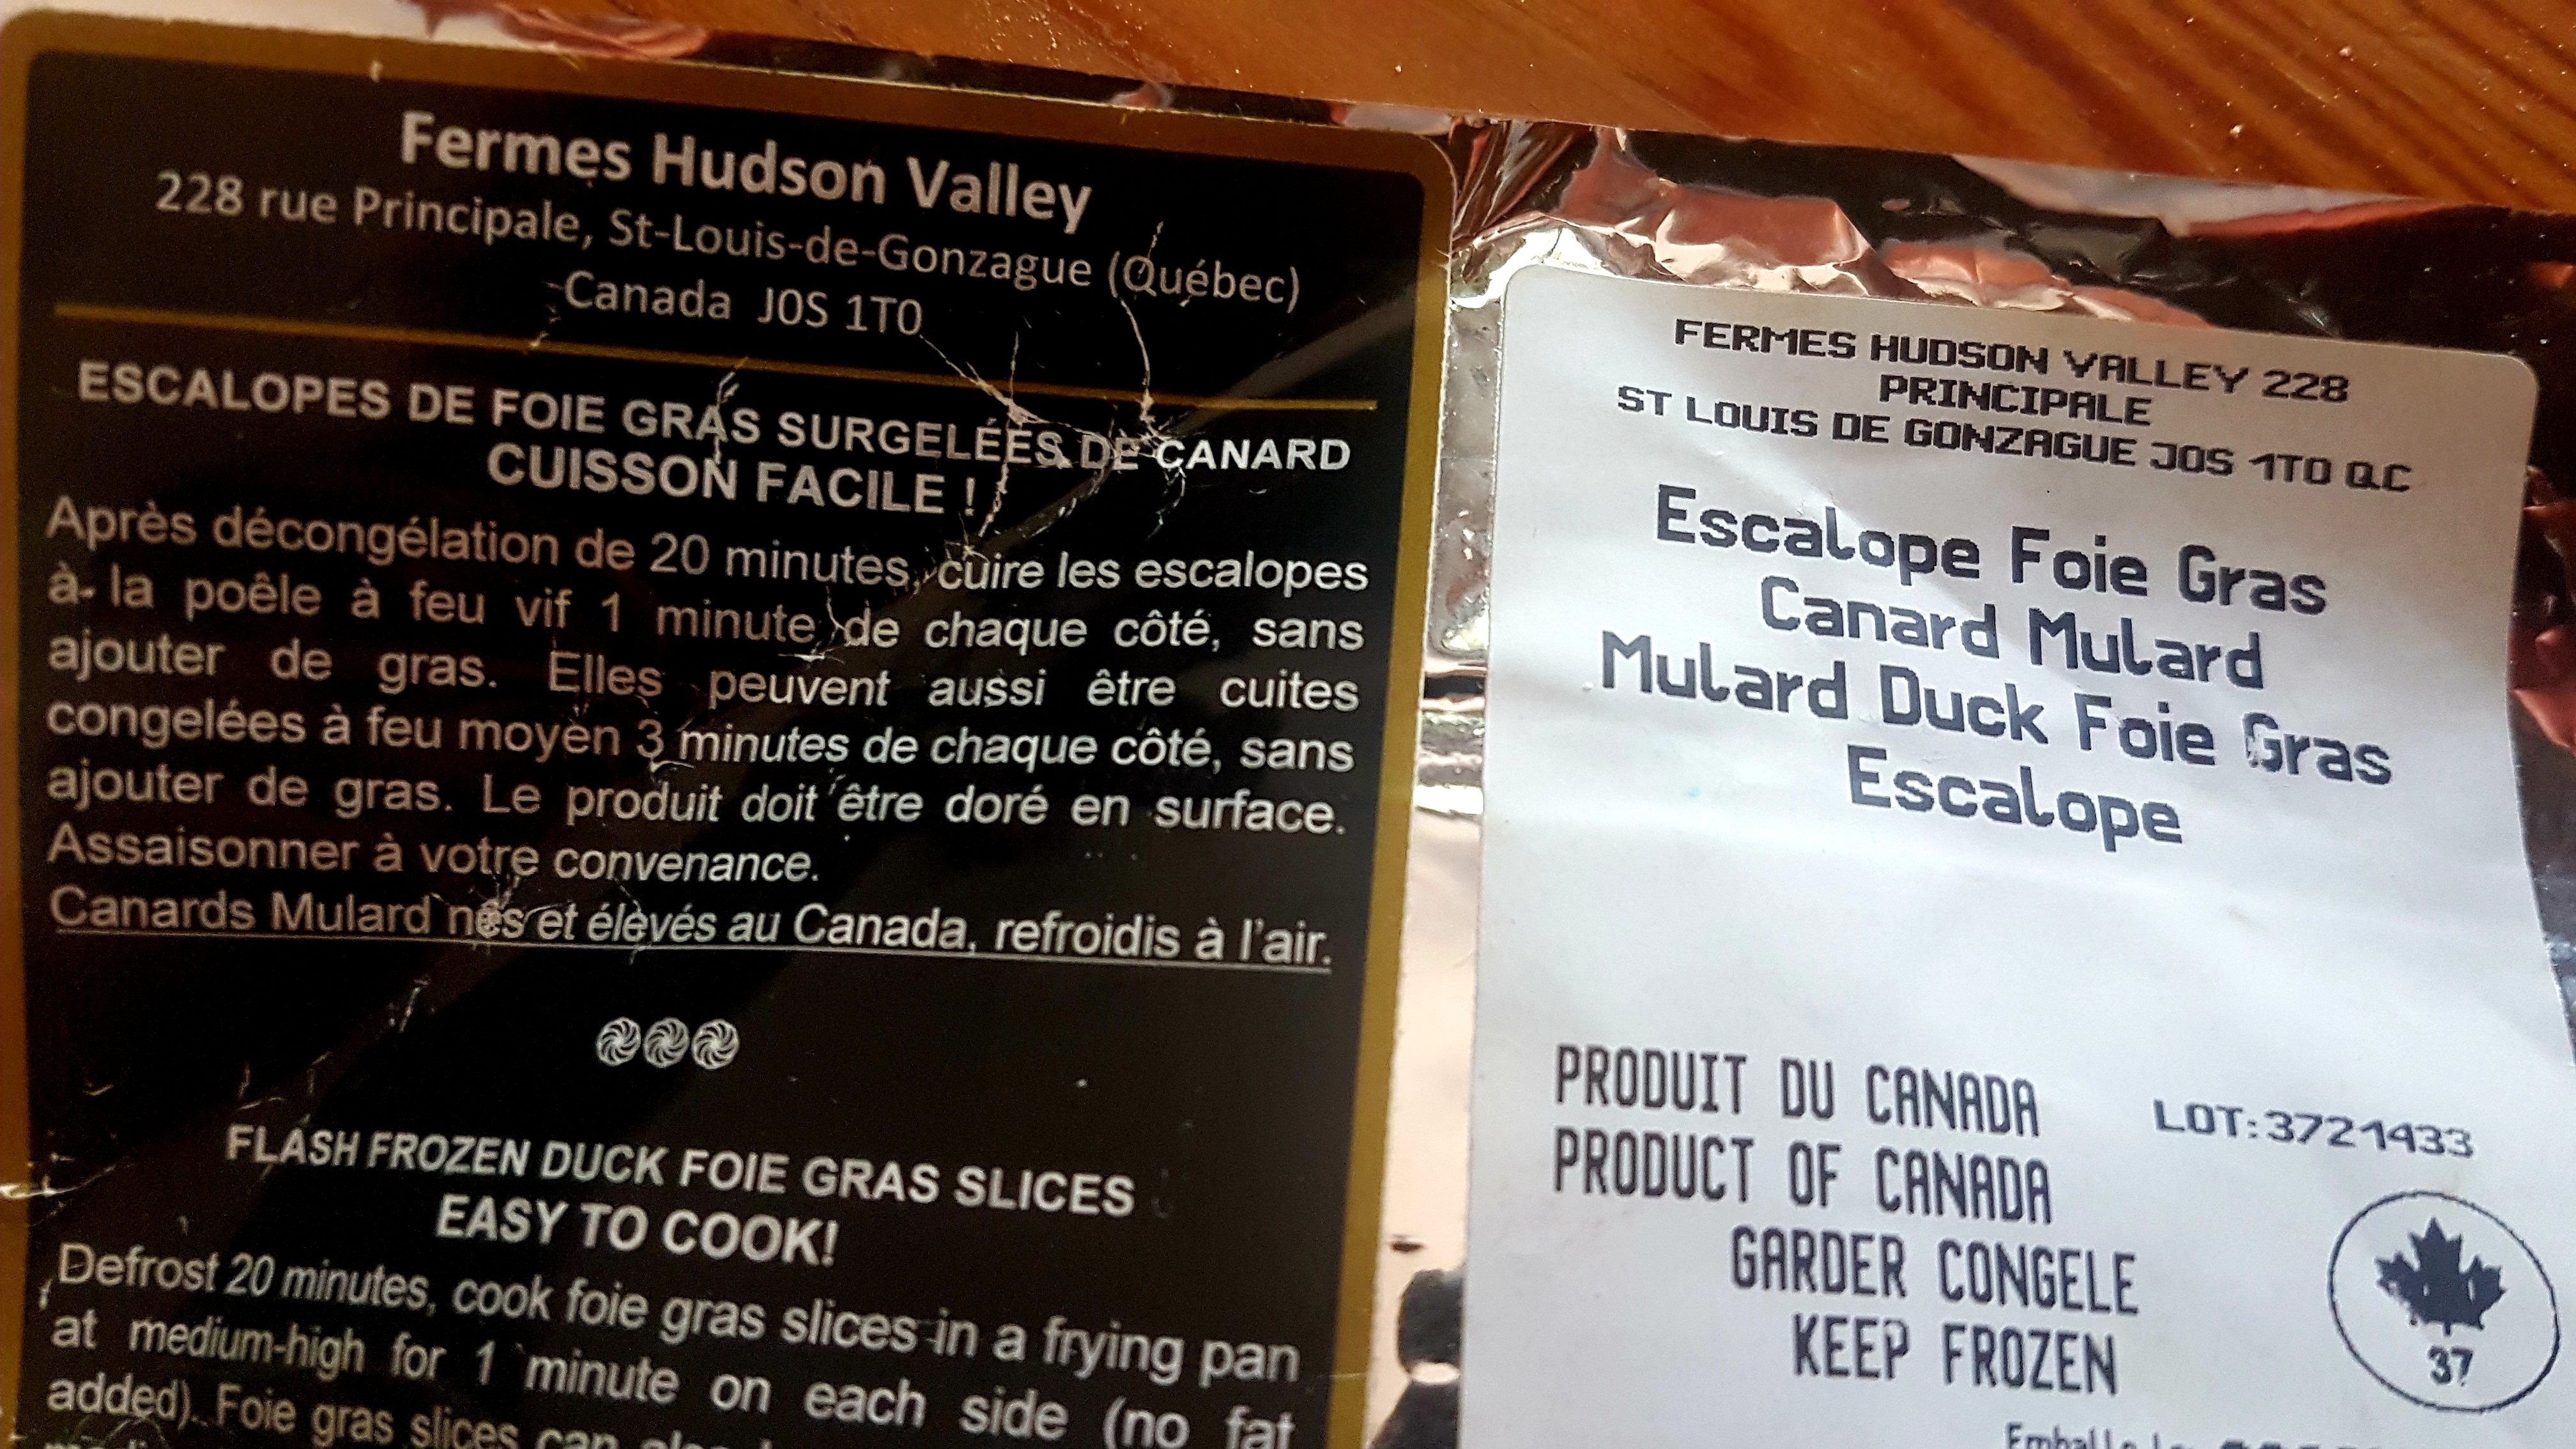 Fermes Hudson Valley
228 rue Principale, St-Louis-de-Gonzague (Québec)
Canada J0S 1T0
ESCALOPES DE FOIE GRAS SURGELÉES DE CANARD
CUISSON FACILE !
Après décongélation de 20 minutes, cuire les escalopes
à la poêle à feu vif 1 minute de chaque côté, sans
ajouter de gras. Elles peuvent aussi être cuites
congelées à feu moyen 3 minutes de chaque côté, sans
ajouter de gras. Le produit doit être doré en surface.
Assaisonner à votre convenance.
Canards Mulard nés et élevés au Canada, refroidis à l'air.
FLASH FROZEN DUCK FOIE GRAS SLICES
EASY TO COOK!
Defrost 20 minutes, cook foie gras slices in a frying pan
at medium-high for 1 minute on each side (no fat
added). Foie gras slices can also
FERMES HUDSON VALLEY 228
PRINCIPALE
ST LOUIS DE GONZAGUE J0S 1T0 QC
Escalope Foie Gras
Canard Mulard
Mulard Duck Foie Gras
Escalope
PRODUIT DU CANADA
LOT:3721433
PRODUCT OF CANADA
GARDER CONGELE
KEEP FROZEN
37